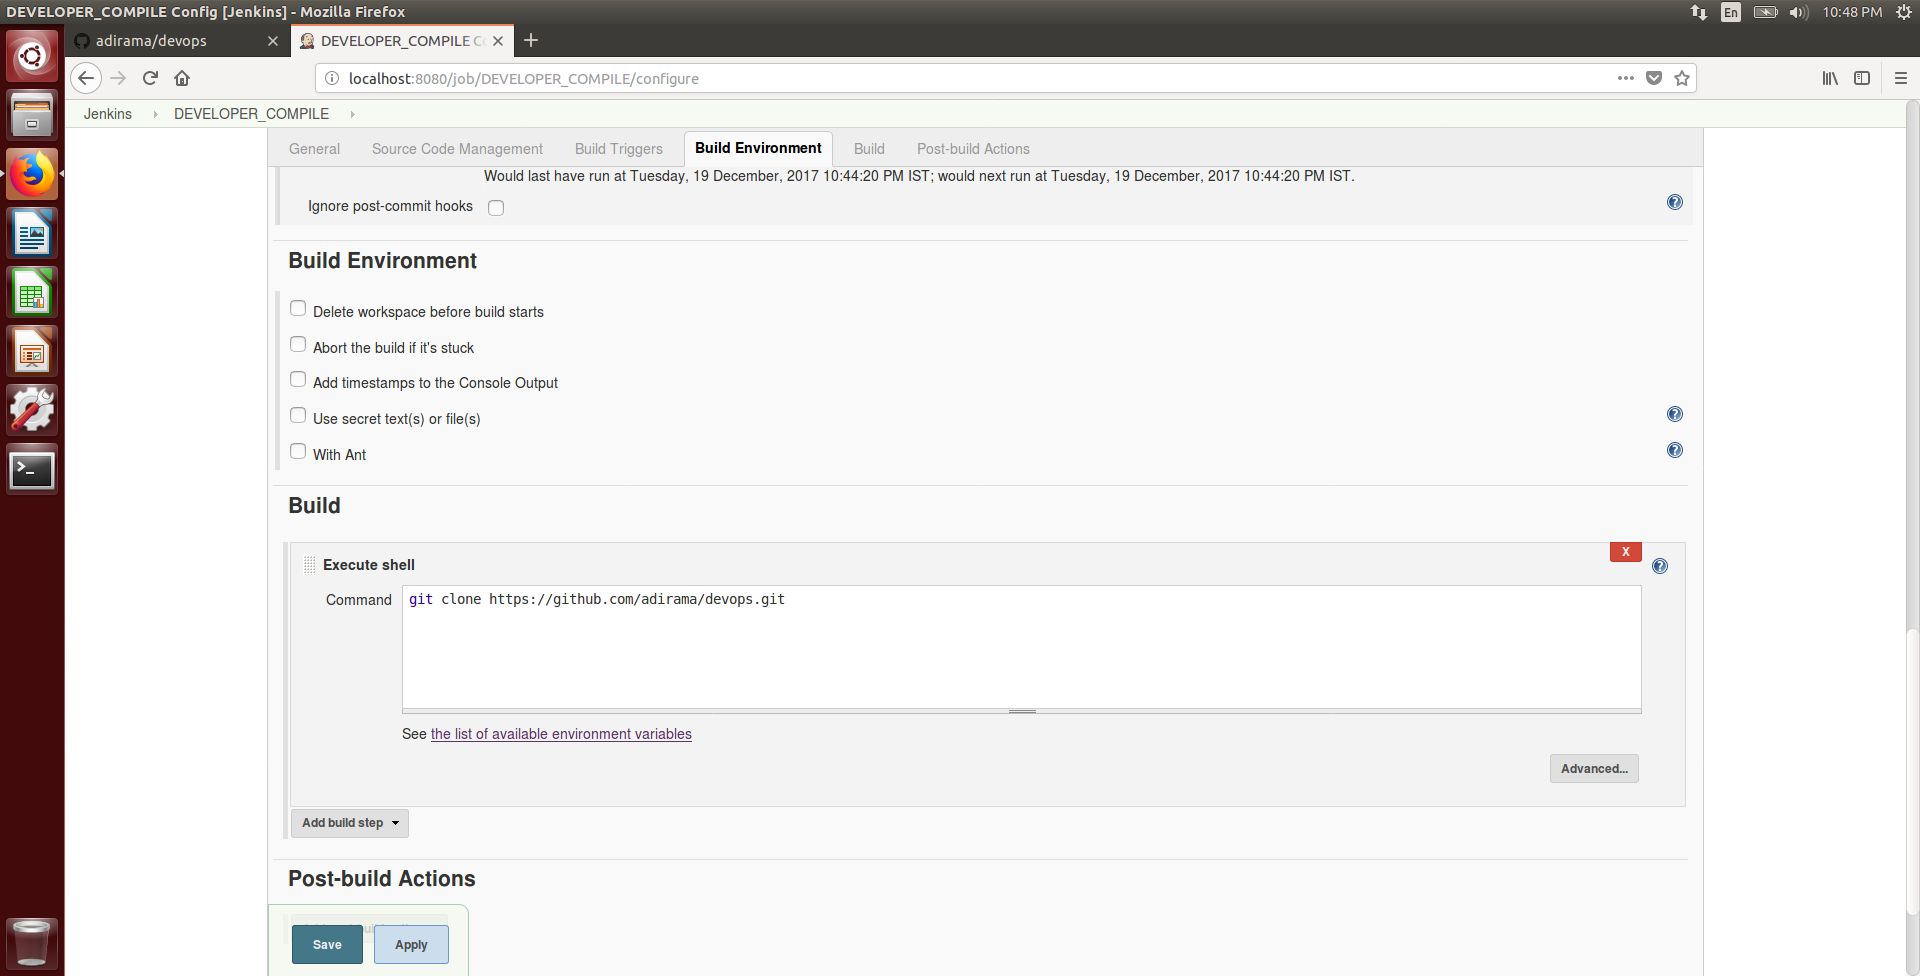 DEVELOPER_COMPILE Config [Jenkins] - Mozilla Firefox
En
10:48 PM
adirama/devops
DEVELOPER_COMPILE C
localhost:8080/job/DEVELOPER_COMPILE/configure
Jenkins
DEVELOPER_COMPILE
General
Source Code Management
Build Triggers
Build Environment
Build
Post-build Actions
Would last have run at Tuesday, 19 December, 2017 10:44:20 PM IST; would next run at Tuesday, 19 December, 2017 10:44:20 PM IST.
Ignore post-commit hooks
Build Environment
Delete workspace before build starts
Abort the build if it's stuck
Add timestamps to the Console Output
Use secret text(s) or file(s)
With Ant
Build
X
Execute shell
Command
git clone https://github.com/adirama/devops.git
See the list of available environment variables
Advanced...
Add build step
Post-build Actions
Save
Apply